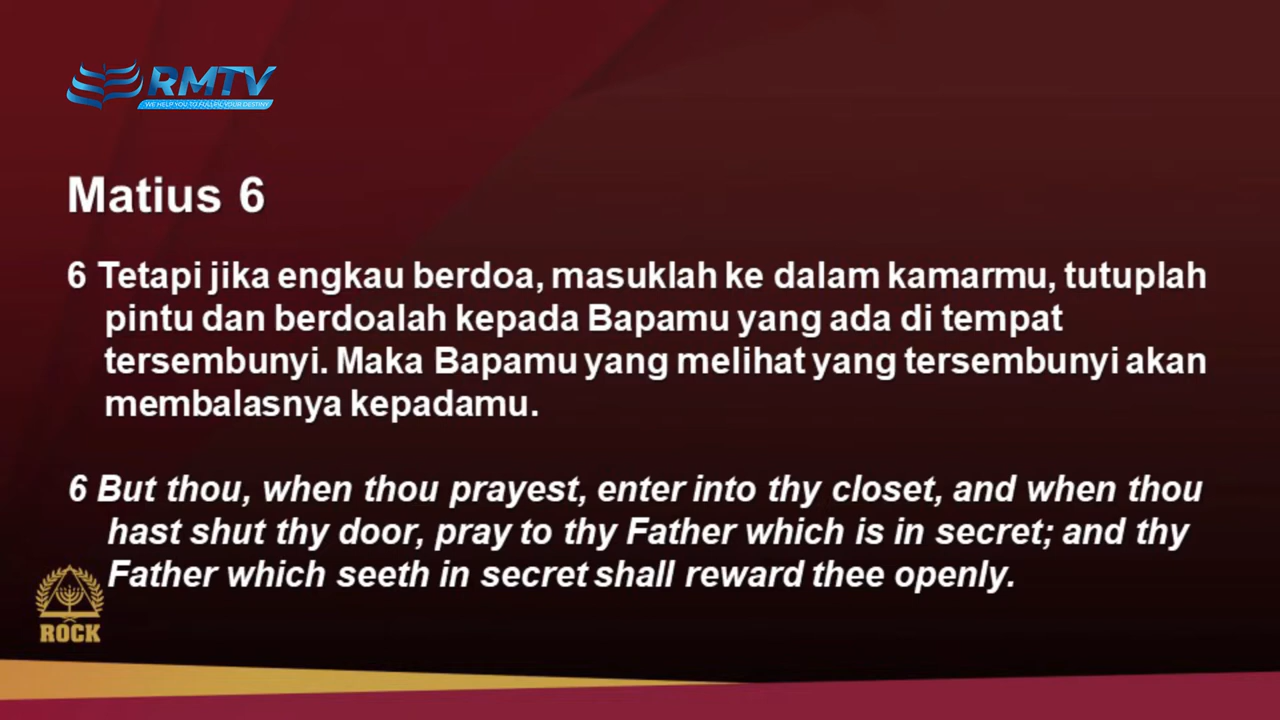 RMTV
WE HELP YOU TO FULFILL YOUR DESTINY
Matius 6
6 Tetapi jika engkau berdoa, masuklah ke dalam kamarmu, tutuplah
pintu dan berdoalah kepada Bapamu yang ada di tempat
tersembunyi. Maka Bapamu yang melihat yang tersembunyi akan
membalasnya kepadamu.
6 But thou, when thou prayest, enter into thy closet, and when thou
hast shut thy door, pray to thy Father which is in secret; and thy
Father which seeth in secret shall reward thee openly.
ROCK